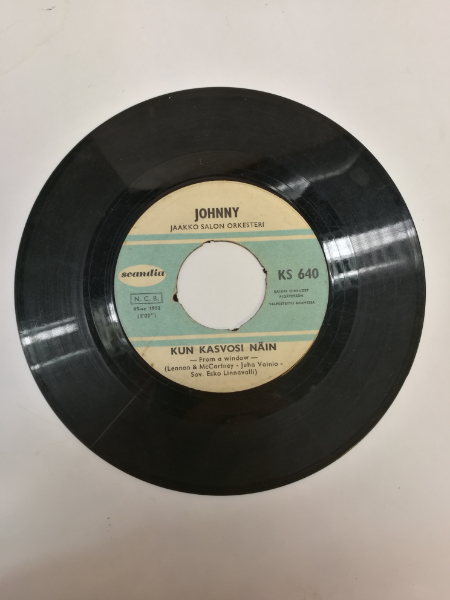 JOHNNY
JAAKKO SALON ORKESTERI
scandia
KS 640
N. C. B.
KUN KASVOSI NÄIN
— From a window —
(Lennon & McCartney - Juha Vainio -
Sov. Esko Linnavalli)